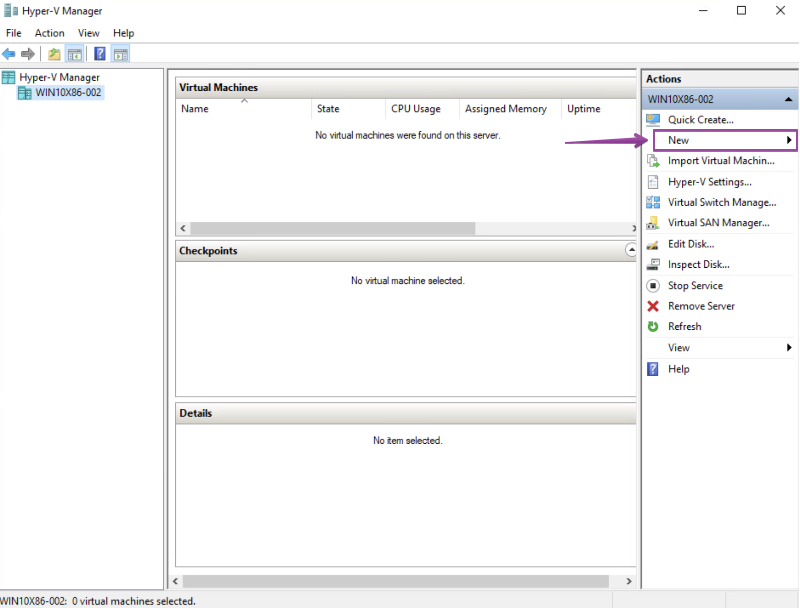 Hyper-V Manager
File Action View Help
Hyper-V Manager
WIN10X86-002
Virtual Machines
Name State CPU Usage Assigned Memory Uptime
No virtual machines were found on this server.
Checkpoints
No virtual machine selected.
Details
No item selected.
Actions
WIN10X86-002
Quick Create...
New
Import Virtual Machin...
Hyper-V Settings...
Virtual Switch Manage...
Virtual SAN Manager...
Edit Disk...
Inspect Disk...
Stop Service
Remove Server
Refresh
View
Help
WIN10X86-002: 0 virtual machines selected.